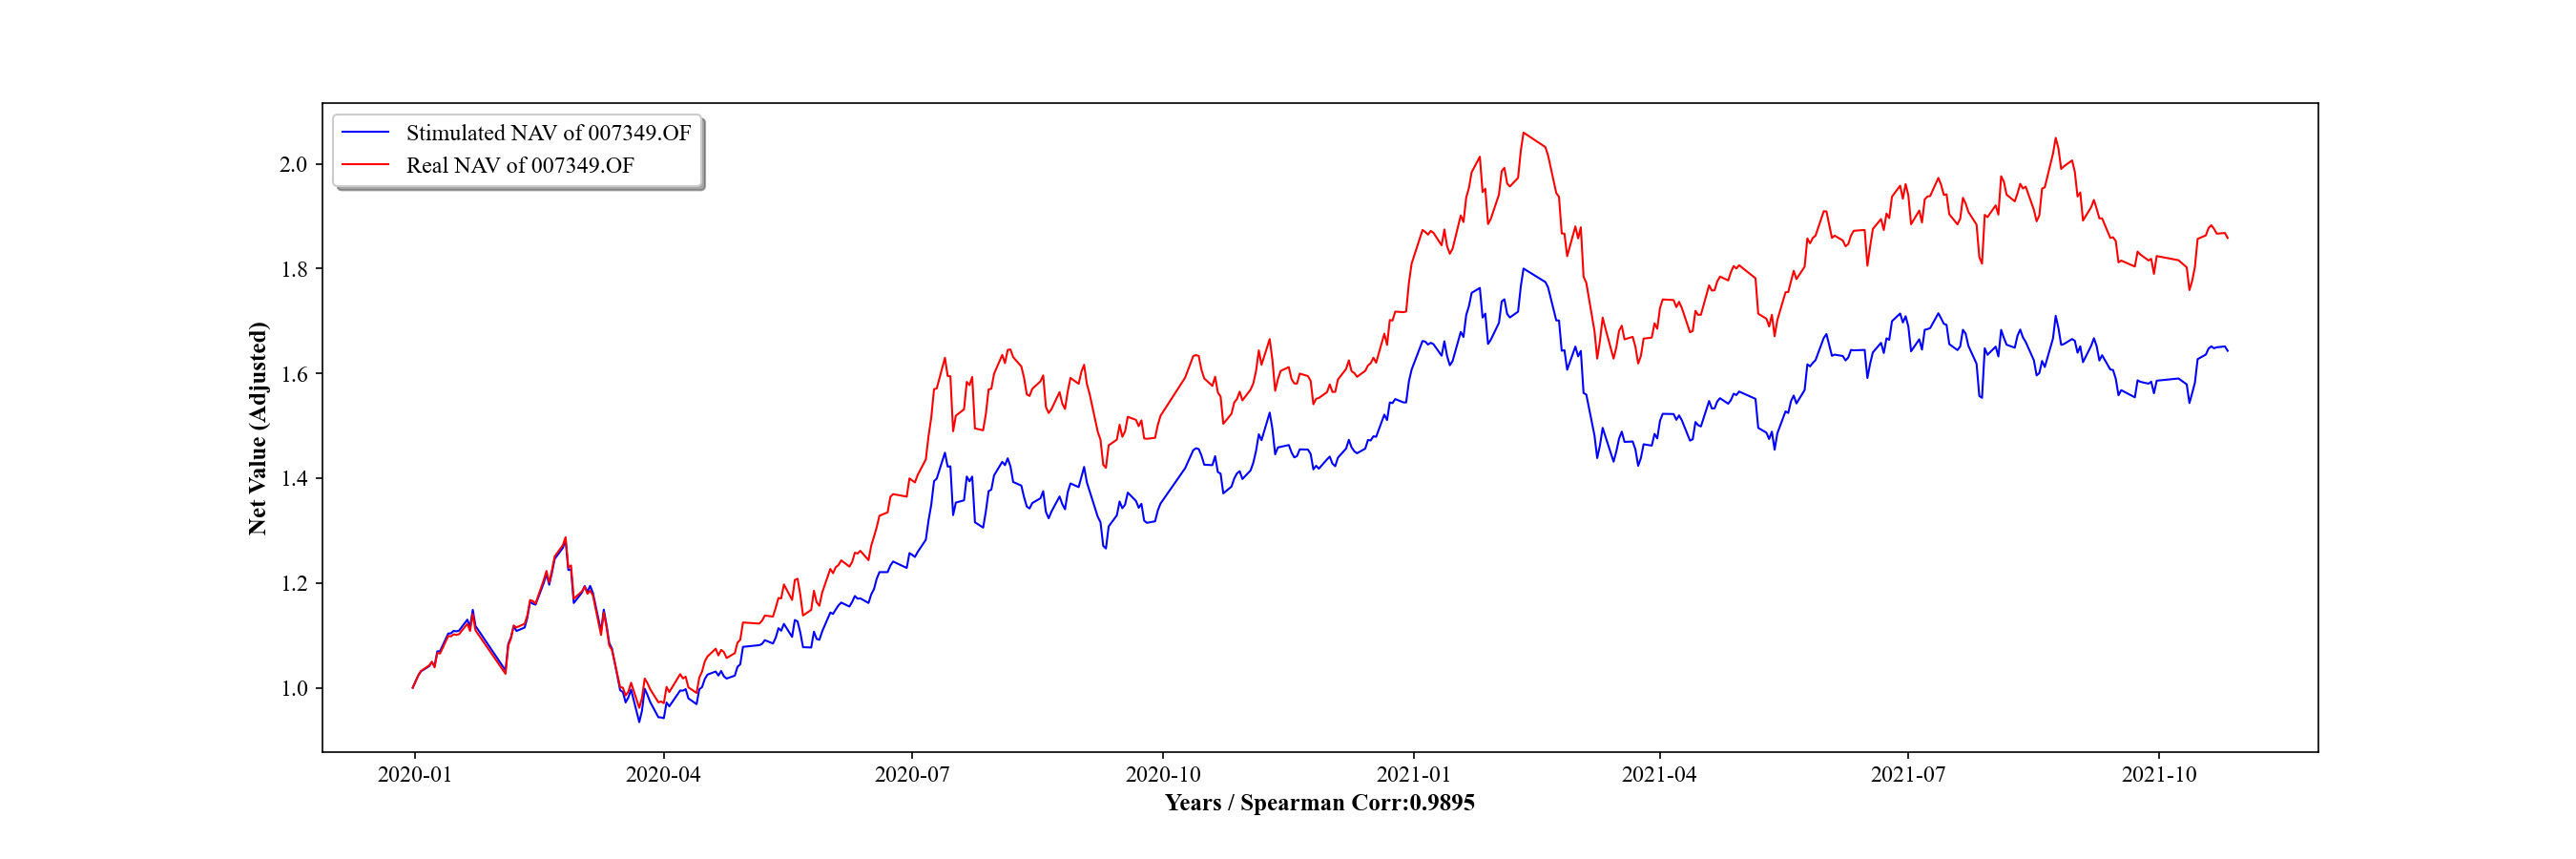 Stimulated NAV of 007349.OF
Real NAV of 007349.OF
Net Value (Adjusted)
2.0
1.8
1.6
1.4
1.2
1.0
2020-01 2020-04 2020-07 2020-10 2021-01 2021-04 2021-07 2021-10
Years / Spearman Corr:0.9895